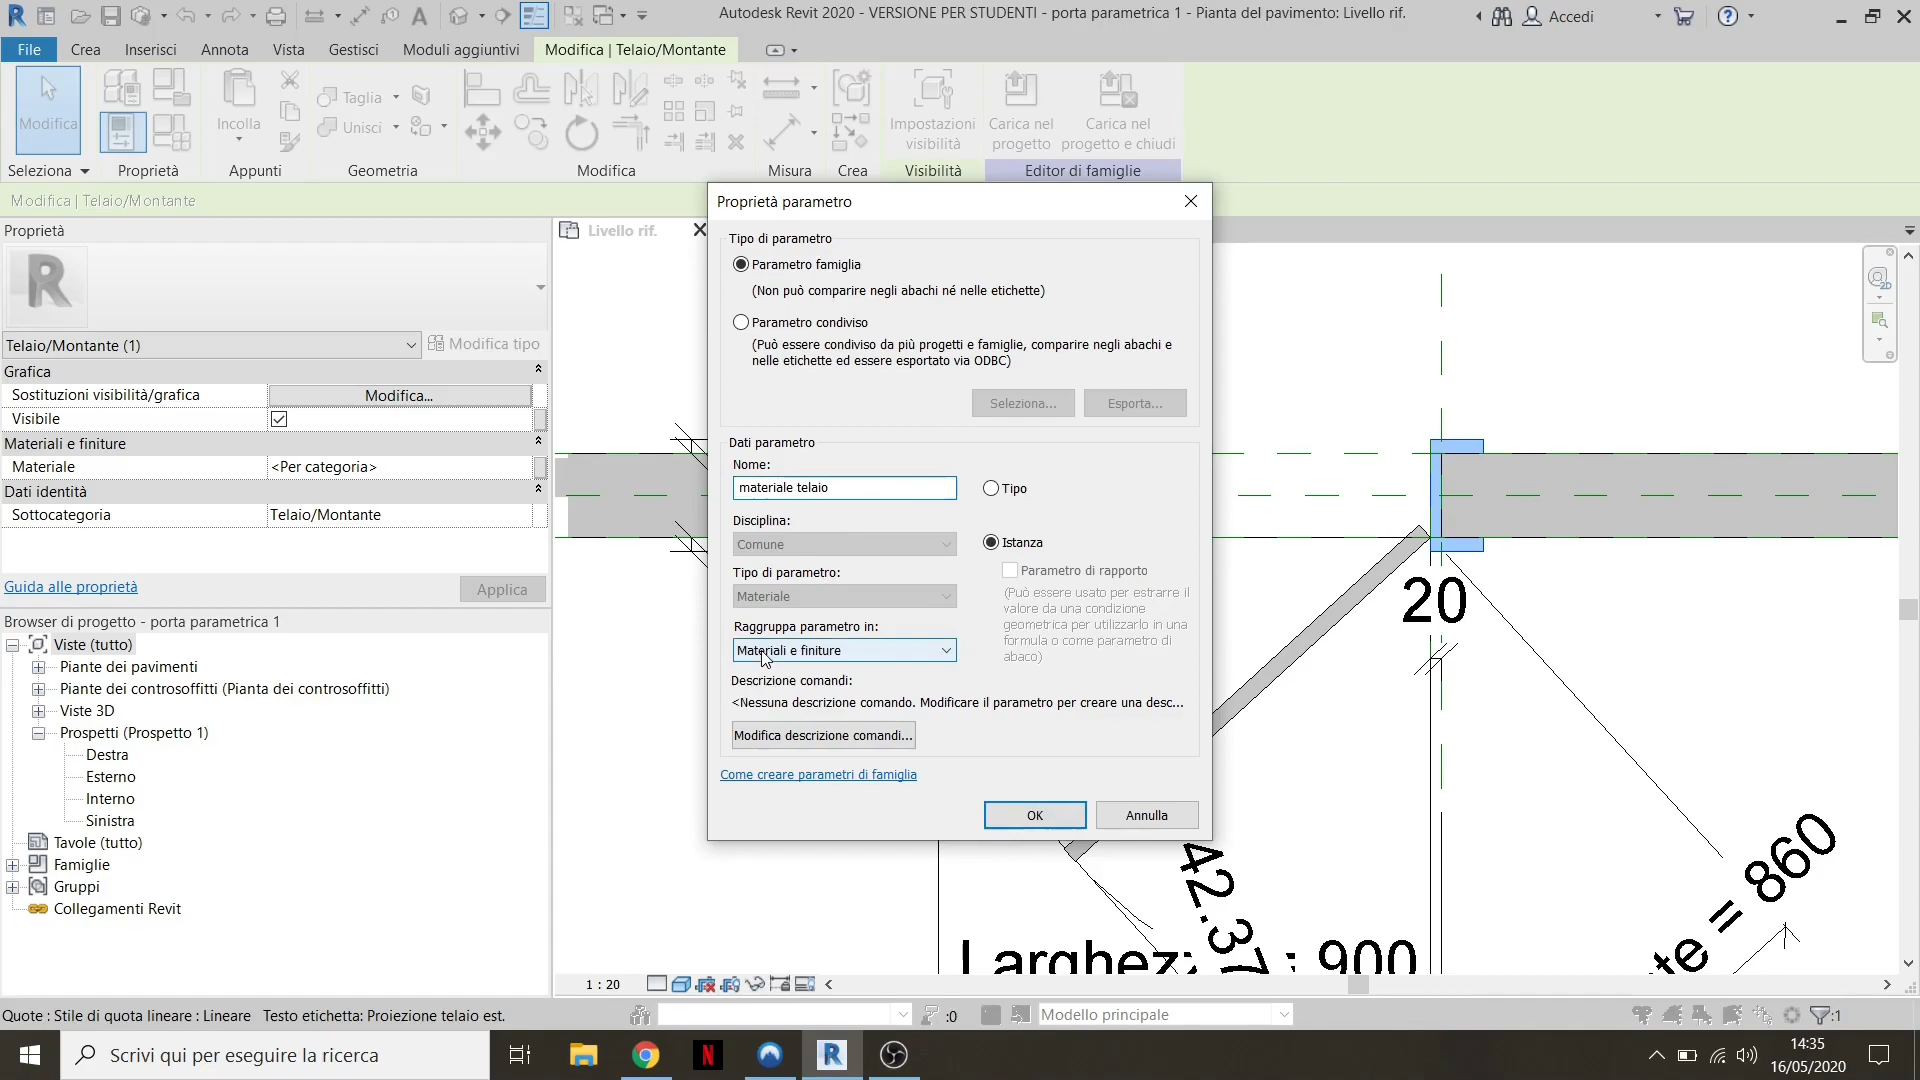 Autodesk Revit 2020 - VERSIONE PER STUDENTI - porta parametrica 1 - Pianta del pavimento: Livello rif.
Accedi
File
Crea
Inserisci
Annota
Vista
Gestisci
Moduli aggiuntivi
Modifica | Telaio/Montante
Modifica
Incolla
Taglia
Unisci
Impostazioni
visibilità
Carica nel
progetto
Carica nel
progetto e chiudi
Seleziona
Proprietà
Appunti
Geometria
Modifica
Misura
Crea
Visibilità
Editor di famiglie
Modifica | Telaio/Montante
Proprietà
Telaio/Montante (1)
Modifica tipo
Grafica
Sostituzioni visibilità/grafica
Modifica...
Visibile
Materiali e finiture
Materiale
<Per categoria>
Dati identità
Sottocategoria
Telaio/Montante
Guida alle proprietà
Applica
Browser di progetto - porta parametrica 1
Viste (tutto)
Piante dei pavimenti
Piante dei controsoffitti (Pianta dei controsoffitti)
Viste 3D
Prospetti (Prospetto 1)
Destra
Esterno
Interno
Sinistra
Tavole (tutto)
Famiglie
Gruppi
Collegamenti Revit
Livello rif.
Proprietà parametro
Tipo di parametro
Parametro famiglia
(Non può comparire negli abachi né nelle etichette)
Parametro condiviso
(Può essere condiviso da più progetti e famiglie, comparire negli abachi e
nelle etichette ed essere esportato via ODBC)
Seleziona...
Esporta...
Dati parametro
Nome:
materiale telaio
Tipo
Disciplina:
Comune
Istanza
Tipo di parametro:
Materiale
Parametro di rapporto
(Può essere usato per estrarre il
valore da una condizione
geometrica per utilizzarlo in una
formula o come parametro di
abaco)
Raggruppa parametro in:
Materiali e finiture
Descrizione comandi:
<Nessuna descrizione comando. Modificare il parametro per creare una desc...
Modifica descrizione comandi...
Come creare parametri di famiglia
OK
Annulla
20
42.37
te = 860
: 900
2D
1 : 20
Quote : Stile di quota lineare : Lineare Testo etichetta: Proiezione telaio est.
:0
Modello principale
:1
Scrivi qui per eseguire la ricerca
14:35
16/05/2020